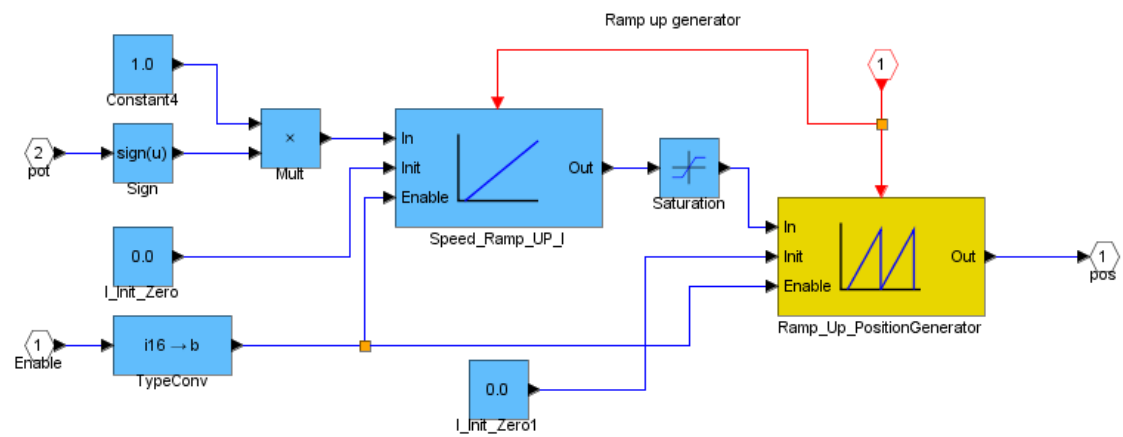 Ramp up generator
1
1.0
Constant4
2
pot
sign(u)
Sign
×
Mult
In
Init
Enable
Out
Speed_Ramp_UP_I
Saturation
0.0
I_Init_Zero
In
Init
Enable
Out
Ramp_Up_PositionGenerator
1
pos
1
Enable
i16 → b
TypeConv
0.0
I_Init_Zero1